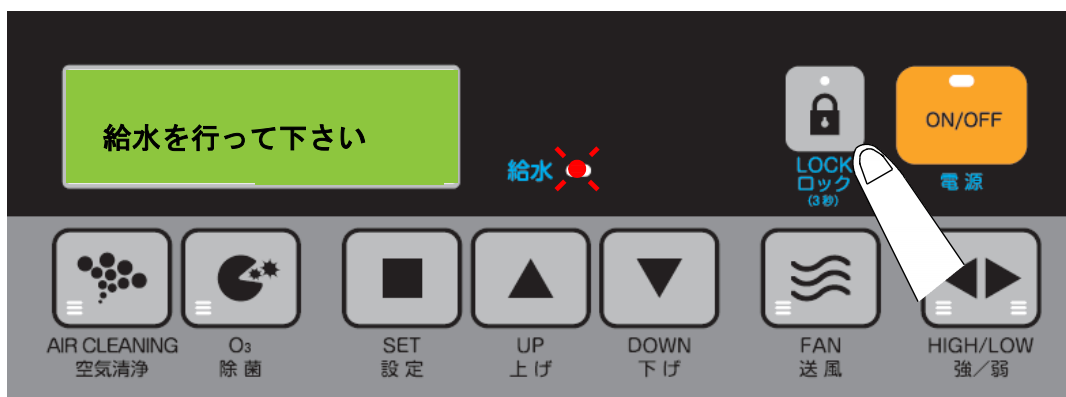 給水を行って下さい
給水
LOCK
ロック
(3秒)
ON/OFF
電源
AIR CLEANING
空気清浄
O₃
除菌
SET
設定
UP
上げ
DOWN
下げ
FAN
送風
HIGH/LOW
強/弱